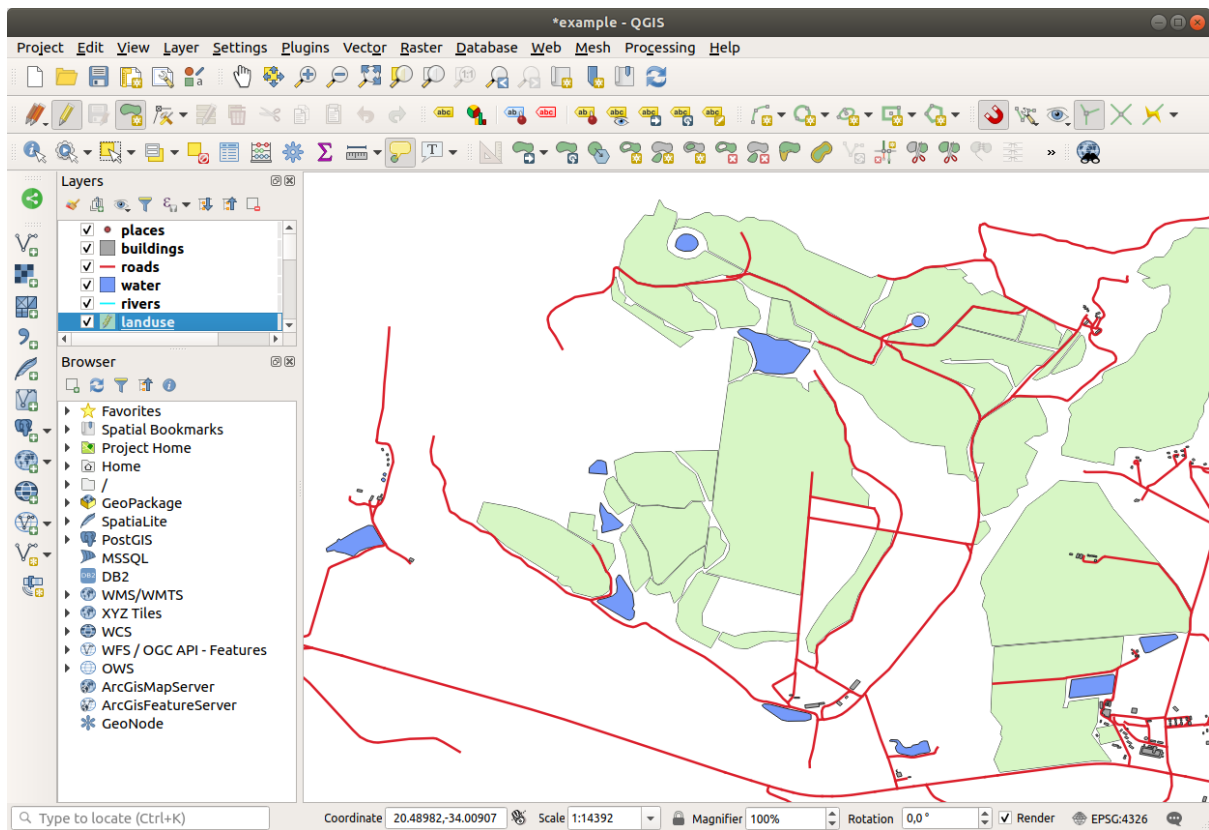 *example - QGIS
Project Edit View Layer Settings Plugins Vector Raster Database Web Mesh Processing Help
Layers
places
buildings
roads
water
rivers
landuse
Browser
Favorites
Spatial Bookmarks
Project Home
Home
/
GeoPackage
SpatiaLite
PostGIS
MSSQL
DB2
WMS/WMTS
XYZ Tiles
WCS
WFS / OGC API - Features
OWS
ArcGisMapServer
ArcGisFeatureServer
GeoNode
Type to locate (Ctrl+K) Coordinate 20.48982,-34.00907 Scale 1:14392 Magnifier 100% Rotation 0,0 ° Render EPSG:4326